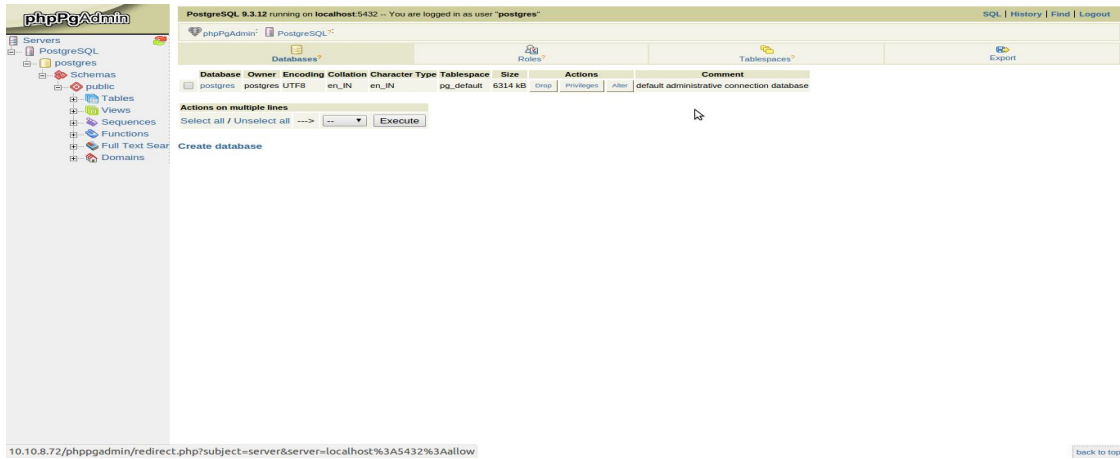 phpPgAdmin
Servers
PostgreSQL
postgres
Schemas
public
Tables
Views
Sequences
Functions
Full Text Sear
Domains
PostgreSQL 9.3.12 running on localhost:5432 -- You are logged in as user "postgres"
SQL | History | Find | Logout
phpPgAdmin: PostgreSQL?:
Databases? Roles? Tablespaces? Export
Database Owner Encoding Collation Character Type Tablespace Size Actions Comment
postgres postgres UTF8 en_IN en_IN pg_default 6314 kB Drop Privileges Alter default administrative connection database
Actions on multiple lines
Select all / Unselect all ---> -- Execute
Create database
10.10.8.72/phppgadmin/redirect.php?subject=server&server=localhost%3A5432%3Aallow
back to top